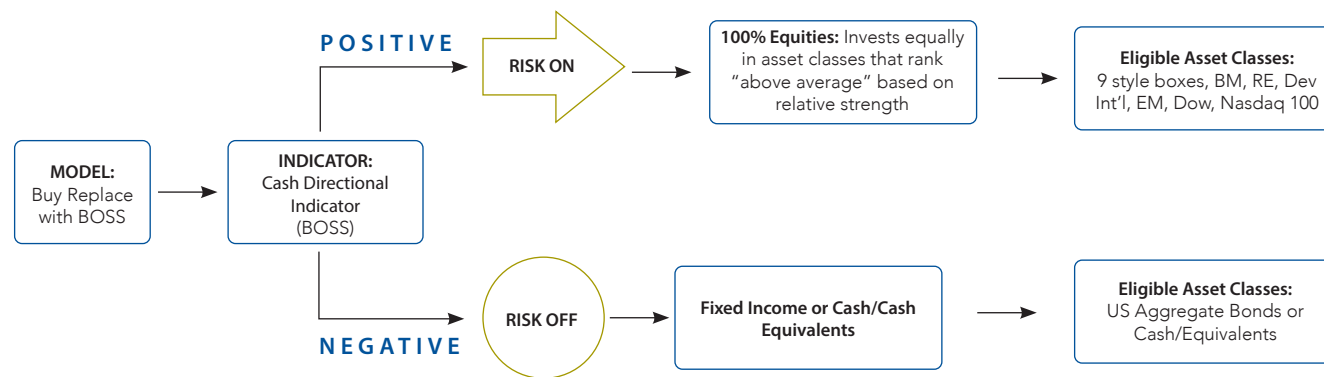 POSITIVE
RISK ON
100% Equities: Invests equally
in asset classes that rank
“above average” based on
relative strength
Eligible Asset Classes:
9 style boxes, BM, RE, Dev
Int’l, EM, Dow, Nasdaq 100
MODEL:
Buy Replace
with BOSS
INDICATOR:
Cash Directional
Indicator
(BOSS)
NEGATIVE
RISK OFF
Fixed Income or Cash/Cash
Equivalents
Eligible Asset Classes:
US Aggregate Bonds or
Cash/Equivalents